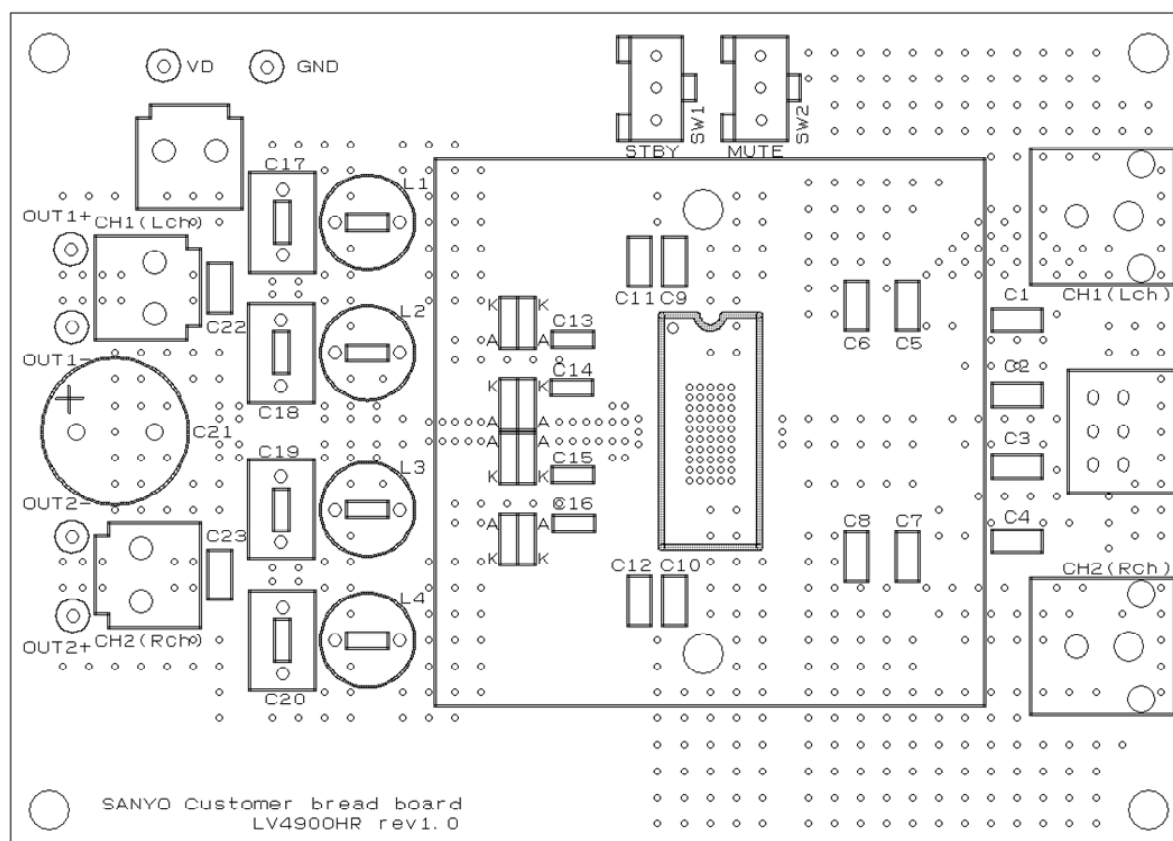 VD
GND
SW1
SW2
STBY
MUTE
C17
L1
OUT1+
CH1(Lch)
C11
C9
C22
L2
K
K
C13
A
A
C6
C5
C1
CH1(Lch)
OUT1-
C14
K
K
C2
C18
A
A
C21
A
A
C19
C3
L3
C15
K
K
OUT2-
C16
C23
A
A
C8
C7
C4
K
K
C12
C10
CH2(Rch)
L4
CH2(Rch)
OUT2+
C20
SANYO Customer bread board
LV4900HR rev1.0